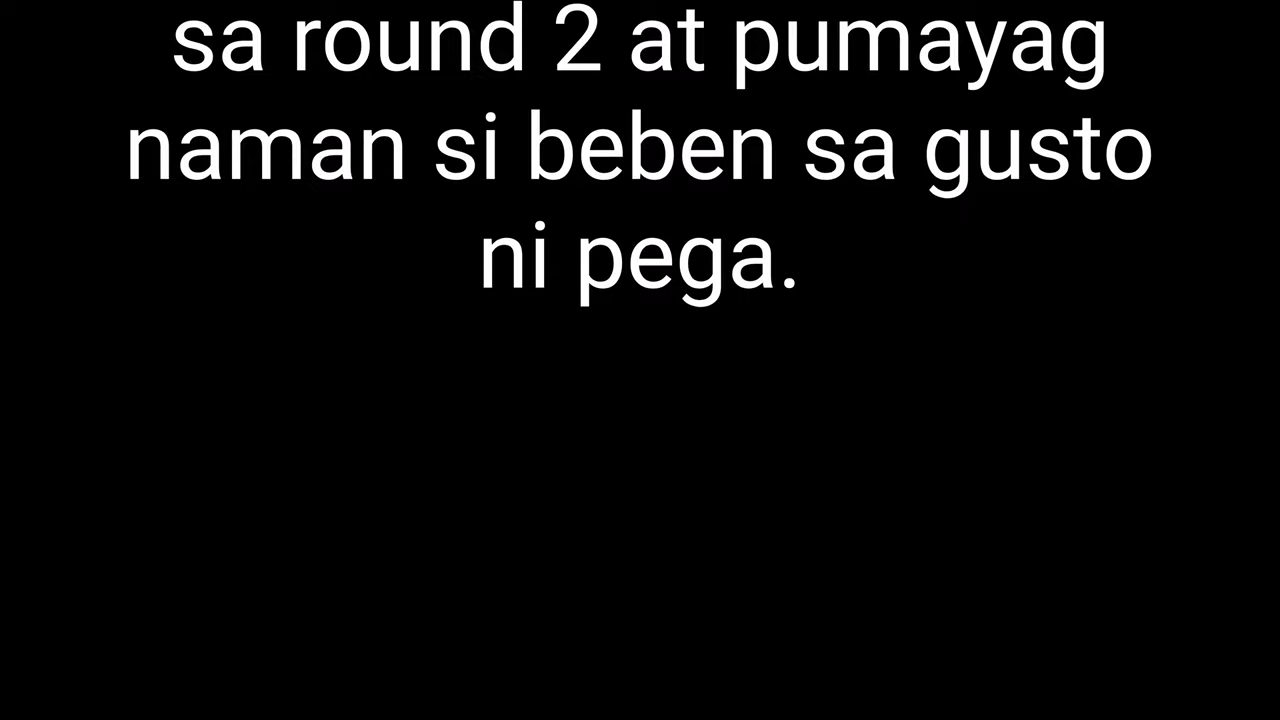 sa round 2 at pumayag
naman si beben sa gusto
ni pega.